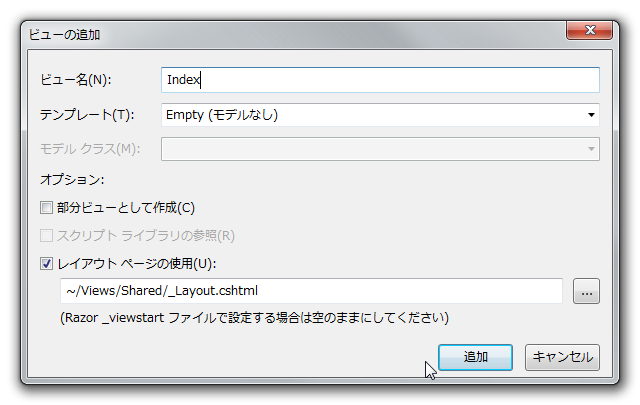 ビューの追加
ビュー名(N):
Index
テンプレート(T):
Empty (モデルなし)
モデル クラス(M):
オプション:
部分ビューとして作成(C)
スクリプト ライブラリの参照(R)
レイアウト ページの使用(U):
~/Views/Shared/_Layout.cshtml
...
(Razor _viewstart ファイルで設定する場合は空のままにしてください)
追加
キャンセル